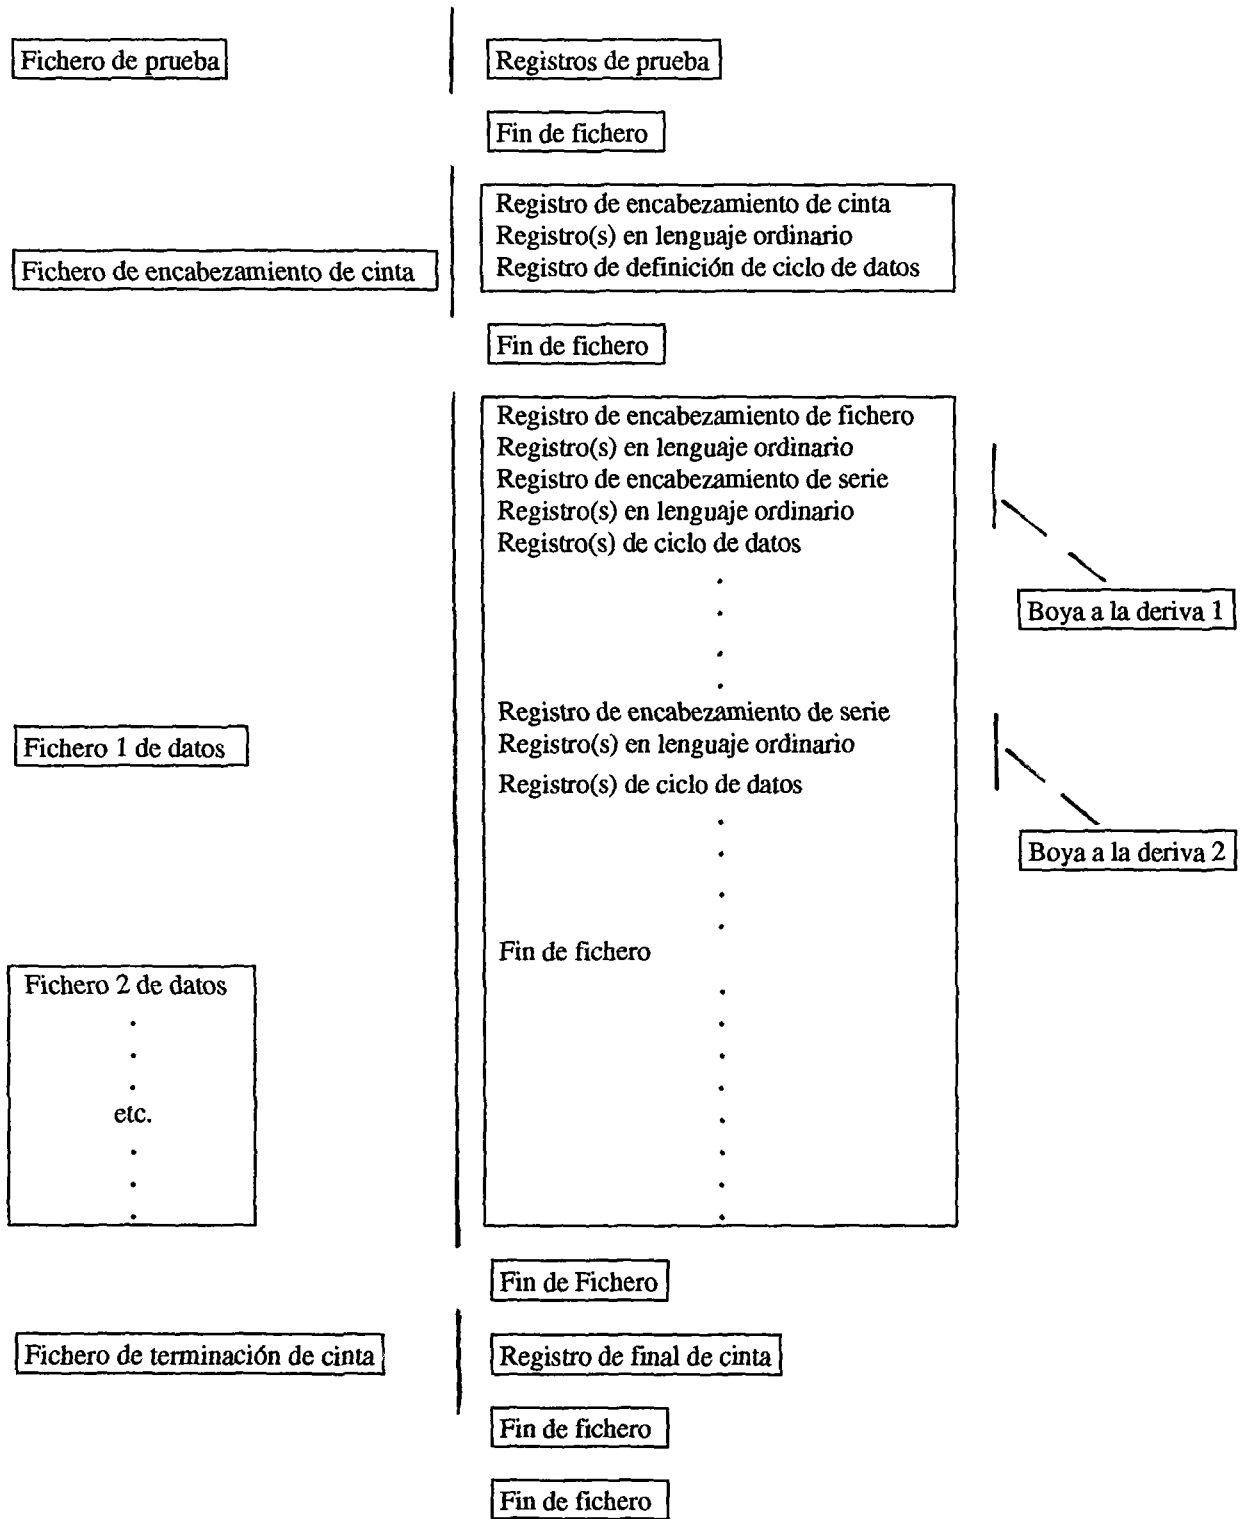 Fichero de prueba
Registros de prueba
Fin de fichero
Registro de encabezamiento de cinta
Registro(s) en lenguaje ordinario
Fichero de encabezamiento de cinta
Registro de definición de ciclo de datos
Fin de fichero
Registro de encabezamiento de fichero
Registro(s) en lenguaje ordinario
Registro de encabezamiento de serie
Registro(s) en lenguaje ordinario
Registro(s) de ciclo de datos
.
.
.
.
Boya a la deriva 1
Registro de encabezamiento de serie
Fichero 1 de datos
Registro(s) en lenguaje ordinario
Registro(s) de ciclo de datos
.
.
.
.
Boya a la deriva 2
Fin de fichero
.
.
.
.
.
.
.
.
Fichero 2 de datos
.
.
.
etc.
.
.
.
Fin de Fichero
Fichero de terminación de cinta
Registro de final de cinta
Fin de fichero
Fin de fichero